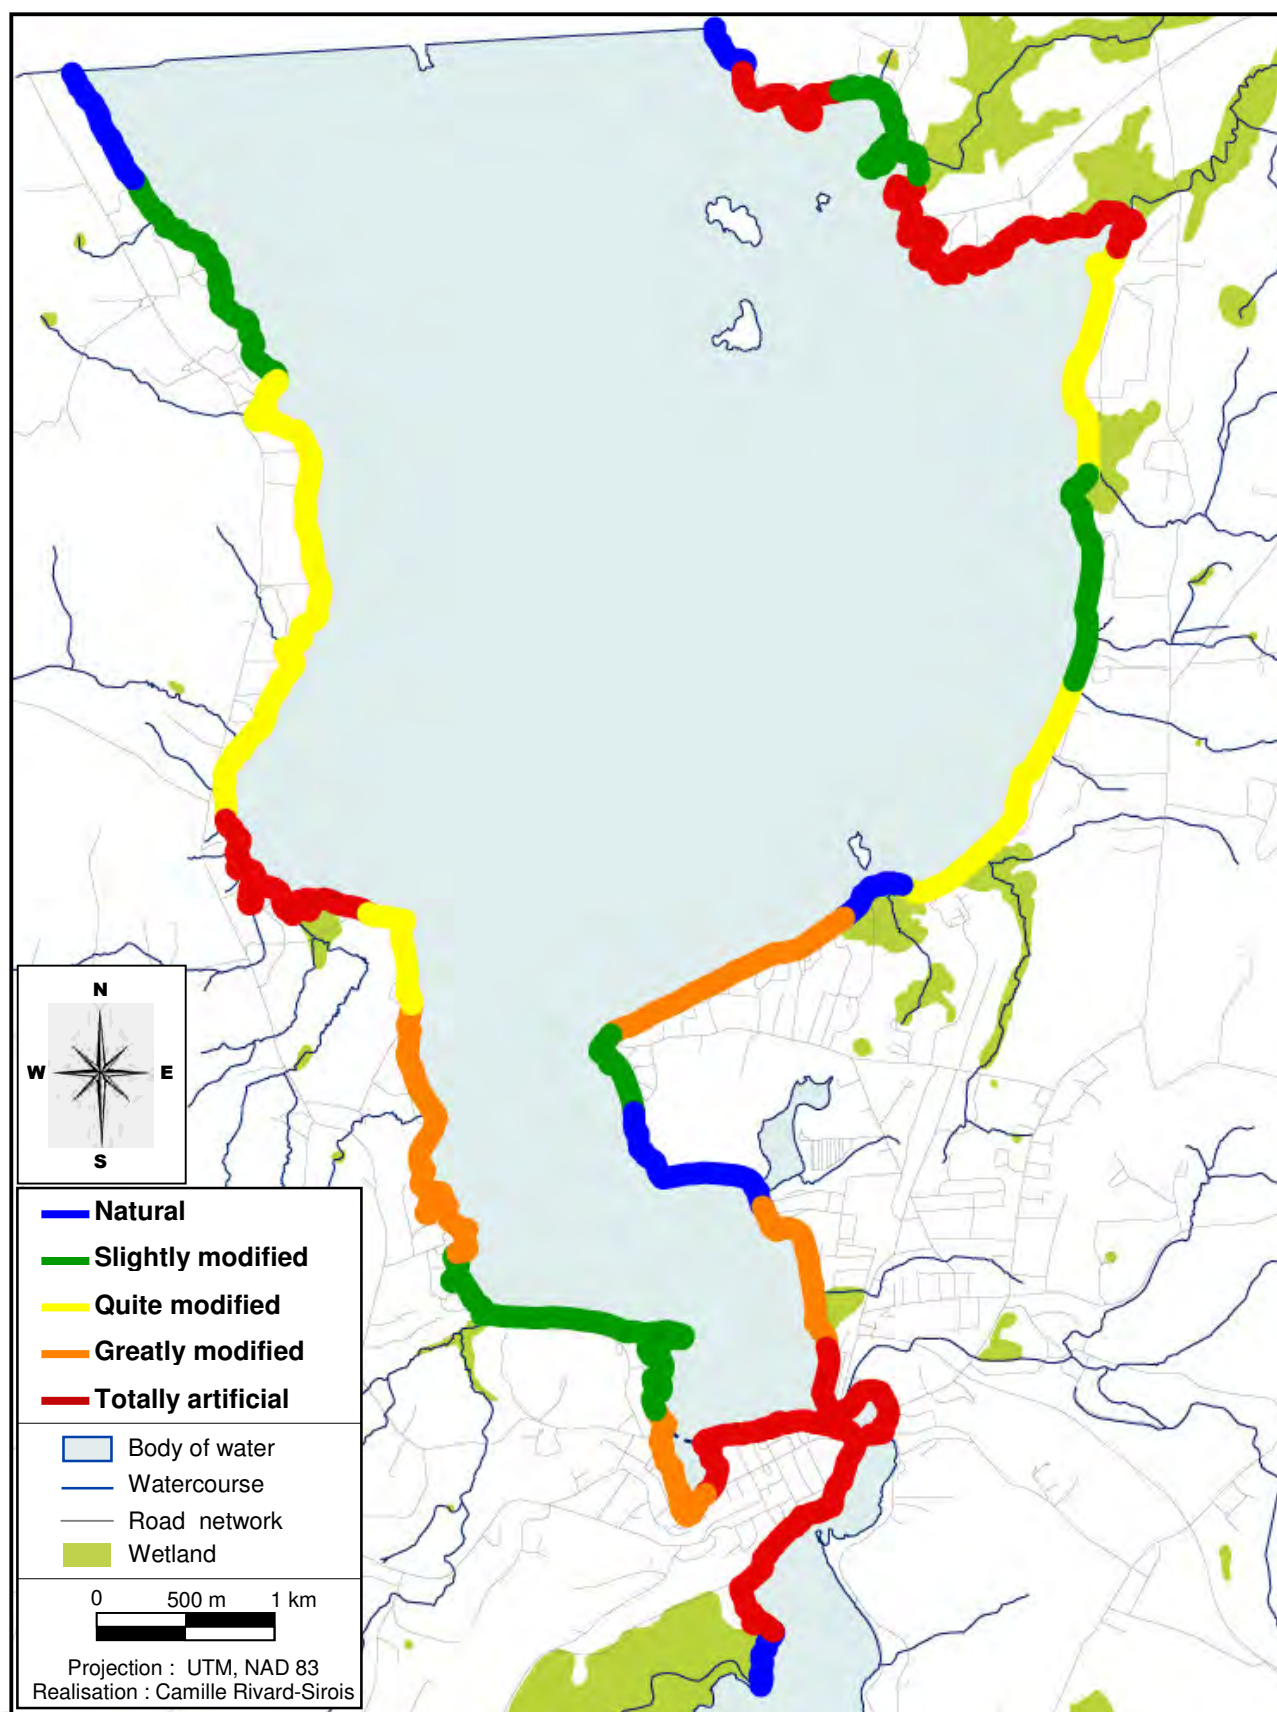 N
W E
S
Natural
Slightly modified
Quite modified
Greatly modified
Totally artificial
Body of water
Watercourse
Road network
Wetland
0 500 m 1 km
Projection : UTM, NAD 83
Realisation : Camille Rivard-Sirois